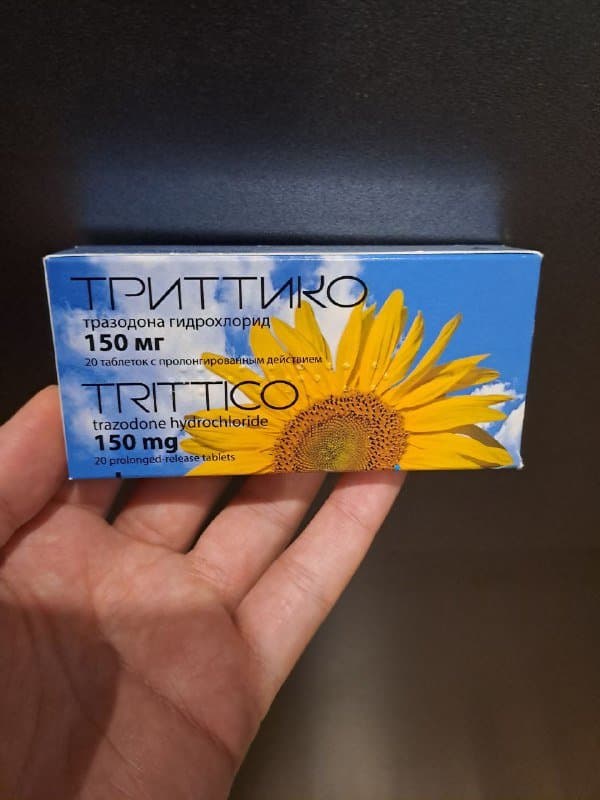 ТРИТТИКО
тразодона гидрохлорид
150 мг
20 таблеток с пролонгированным действием
TRITTICO
trazodone hydrochloride
150 mg
20 prolonged-release tablets